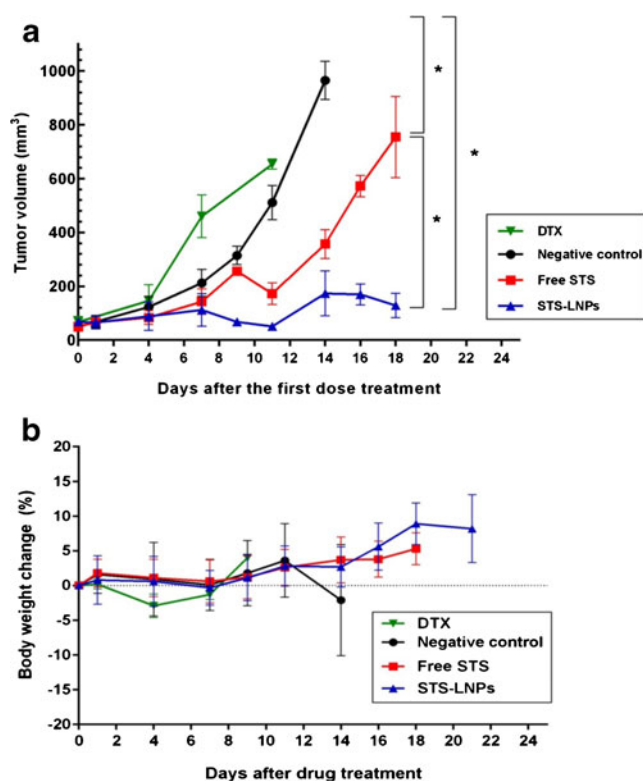 a
1000
800
600
400
200
0
Tumor volume (mm³)
0 2 4 6 8 10 12 14 16 18 20 22 24
Days after the first dose treatment
*
*
*
DTX
Negative control
Free STS
STS-LNPs
b
20
15
10
5
0
-5
-10
-15
-20
Body weight change (%)
0 2 4 6 8 10 12 14 16 18 20 22 24
Days after drug treatment
DTX
Negative control
Free STS
STS-LNPs